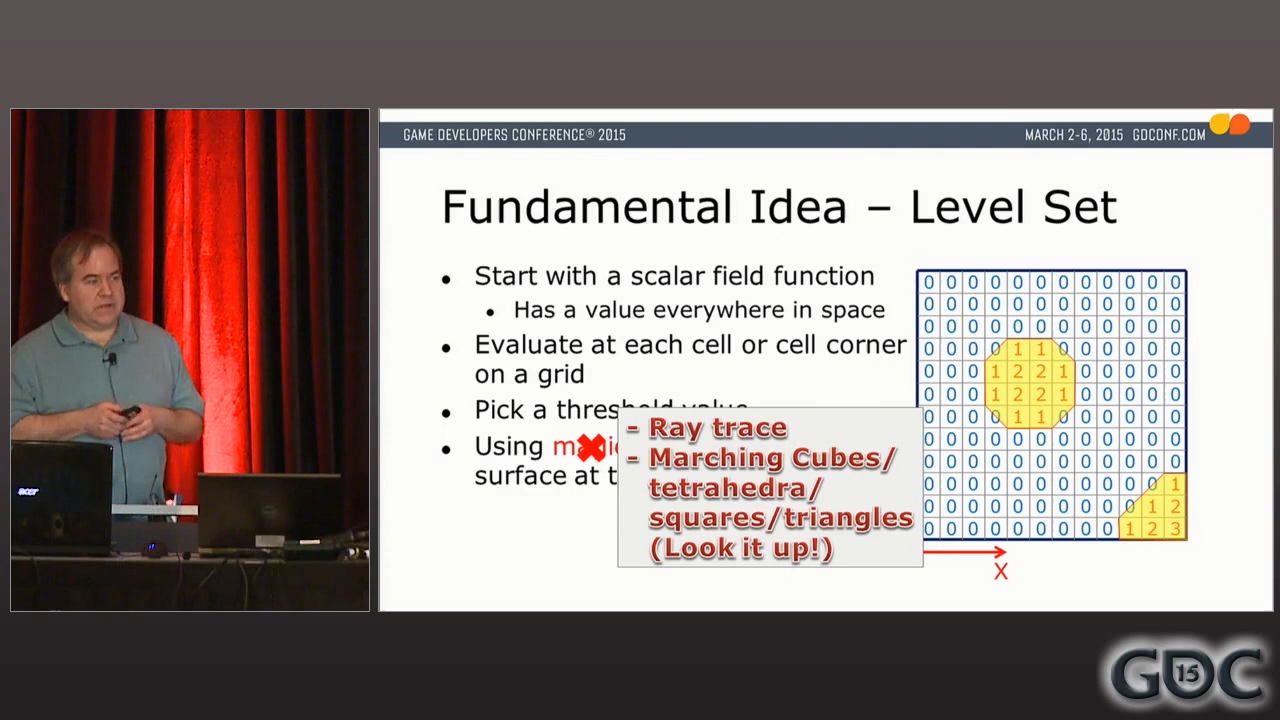 GAME DEVELOPERS CONFERENCE® 2015
MARCH 2-6, 2015 GDCONF.COM
Fundamental Idea – Level Set
• Start with a scalar field function
• Has a value everywhere in space
• Evaluate at each cell or cell corner
on a grid
• Pick a threshold value
• Using
surface at
- Ray trace
- Marching Cubes/
tetrahedra/
squares/triangles
(Look it up!)
0 0 0 0 0 0 0 0 0 0 0 0
0 0 0 0 0 0 0 0 0 0 0 0
0 0 0 0 0 0 0 0 0 0 0 0
0 0 0 0 1 1 0 0 0 0 0 0
0 0 0 1 2 2 1 0 0 0 0 0
0 0 0 1 2 2 1 0 0 0 0 0
0 0 0 0 1 1 0 0 0 0 0 0
0 0 0 0 0 0 0 0 0 0 0 0
0 0 0 0 0 0 0 0 0 0 0 0
0 0 0 0 0 0 0 0 0 0 0 1
0 0 0 0 0 0 0 0 0 0 1 2
0 0 0 0 0 0 0 0 0 1 2 3
X
acer
GDC
15